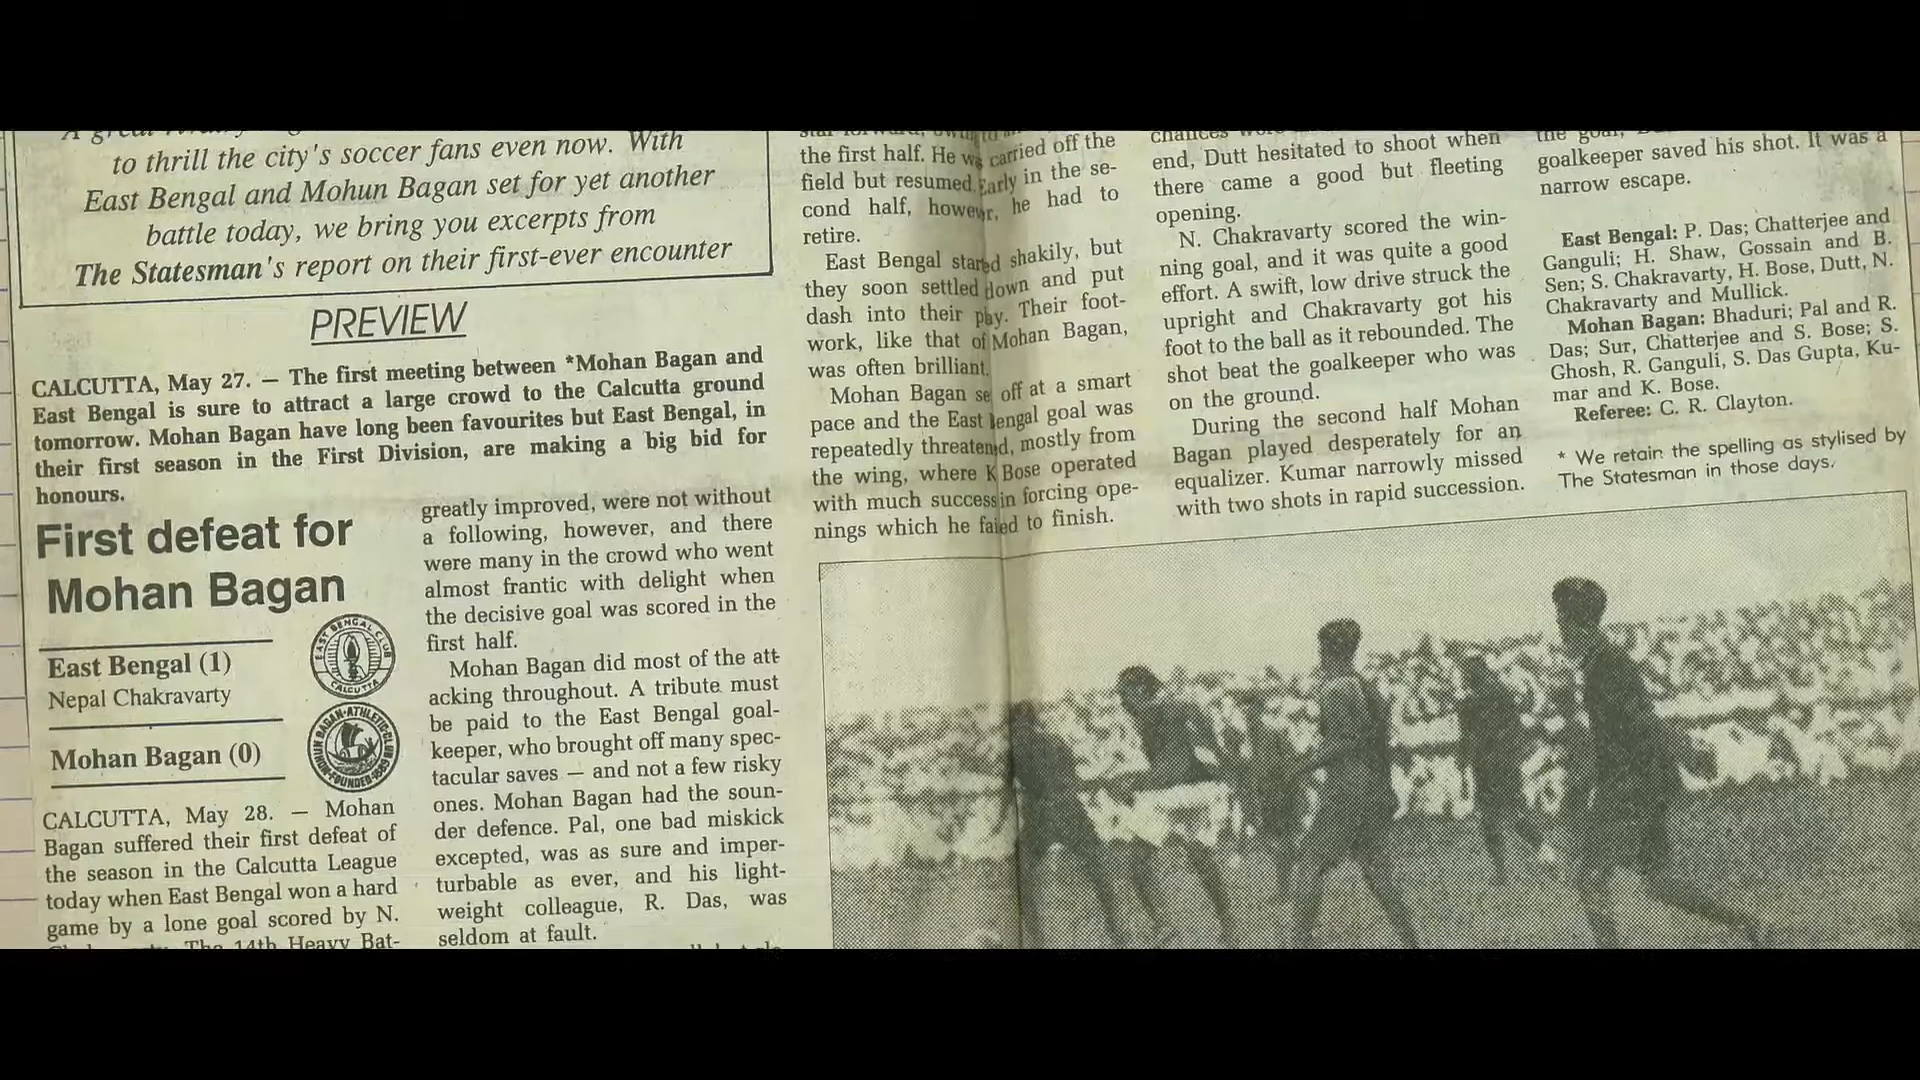 to thrill the city's soccer fans even now. With
East Bengal and Mohun Bagan set for yet another
battle today, we bring you excerpts from
The Statesman's report on their first-ever encounter
PREVIEW
CALCUTTA, May 27. — The first meeting between *Mohan Bagan and
East Bengal is sure to attract a large crowd to the Calcutta ground
tomorrow. Mohan Bagan have long been favourites but East Bengal, in
their first season in the First Division, are making a big bid for
honours.
First defeat for
Mohan Bagan
East Bengal (1)
Nepal Chakravarty
Mohan Bagan (0)
EAST BENGAL CLUB
CALCUTTA
MOHUN BAGAN ATHLETIC CLUB
FOUNDED 1889
CALCUTTA, May 28. — Mohan
Bagan suffered their first defeat of
the season in the Calcutta League
today when East Bengal won a hard
game by a lone goal scored by N.
The 14th Heavy Bat-
greatly improved, were not without
a following, however, and there
were many in the crowd who went
almost frantic with delight when
the decisive goal was scored in the
first half.
Mohan Bagan did most of the att
acking throughout. A tribute must
be paid to the East Bengal goal-
keeper, who brought off many spec-
tacular saves — and not a few risky
ones. Mohan Bagan had the soun-
der defence. Pal, one bad miskick
excepted, was as sure and imper-
turbable as ever, and his light-
weight colleague, R. Das, was
seldom at fault.
the first half. He was carried off the
field but resumed. Early in the se-
cond half, however, he had to
retire.
East Bengal started shakily, but
they soon settled down and put
dash into their play. Their foot-
work, like that of Mohan Bagan,
was often brilliant.
Mohan Bagan set off at a smart
pace and the East Bengal goal was
repeatedly threatened, mostly from
the wing, where K Bose operated
with much success in forcing ope-
nings which he failed to finish.
chances were
end, Dutt hesitated to shoot when
there came a good but fleeting
opening.
N. Chakravarty scored the win-
ning goal, and it was quite a good
effort. A swift, low drive struck the
upright and Chakravarty got his
foot to the ball as it rebounded. The
shot beat the goalkeeper who was
on the ground.
During the second half Mohan
Bagan played desperately for an
equalizer. Kumar narrowly missed
with two shots in rapid succession.
the goal,
goalkeeper saved his shot. It was a
narrow escape.
East Bengal: P. Das; Chatterjee and
Ganguli; H. Shaw, Gossain and B.
Sen; S. Chakravarty, H. Bose, Dutt, N.
Chakravarty and Mullick.
Mohan Bagan: Bhaduri; Pal and R.
Das; Sur, Chatterjee and S. Bose; S.
Ghosh, R. Ganguli, S. Das Gupta, Ku-
mar and K. Bose.
Referee: C. R. Clayton.
* We retain the spelling as stylised by
The Statesman in those days.